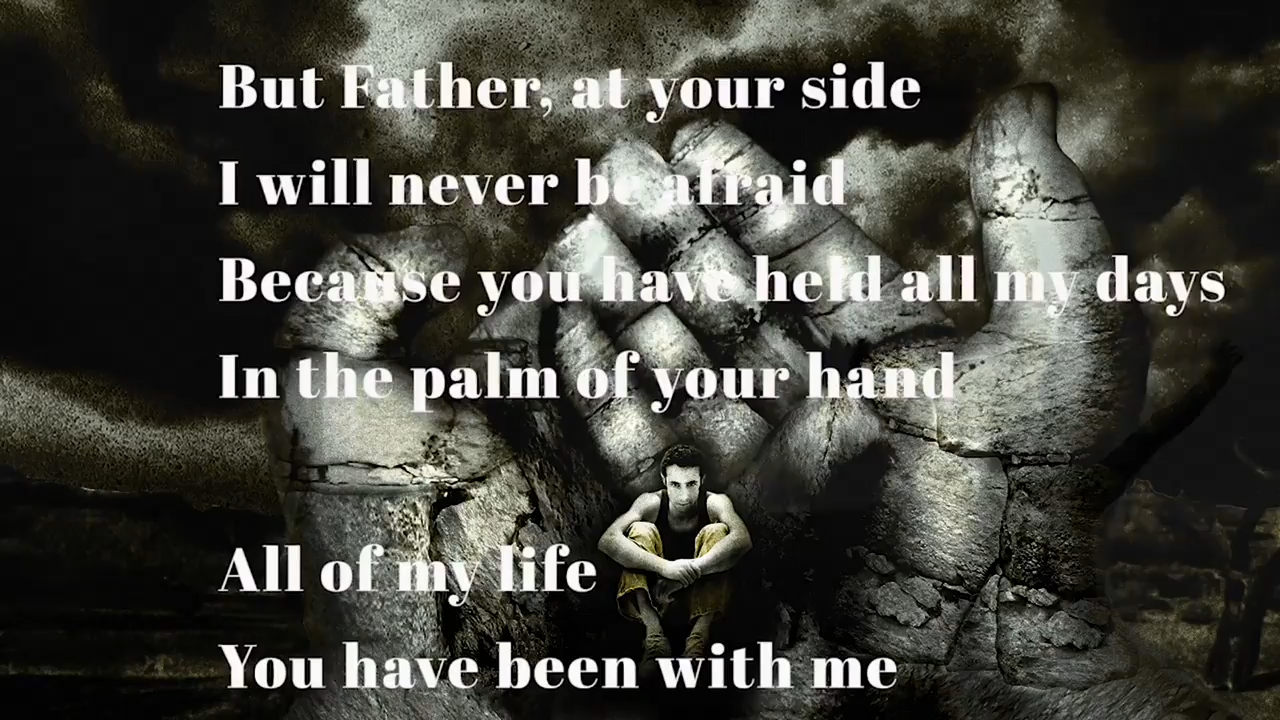 But Father, at your side
I will never be afraid
Because you have held all my days
In the palm of your hand
All of my life
You have been with me